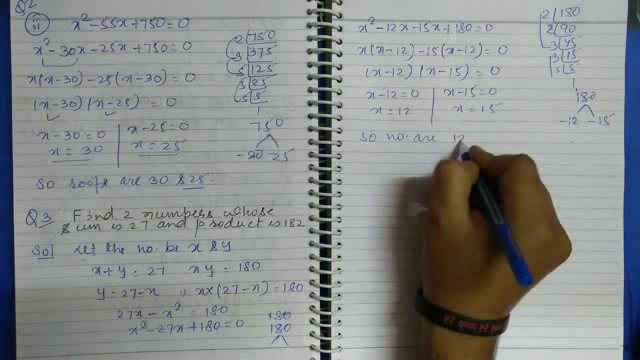 Q2
ii x²-55x+750=0
x²-30x-25x+750=0
x(x-30)-25(x-30)=0
(x-30)(x-25)=0
x-30=0 | x-25=0
x=30 | x=25
So roops are 30 & 25.
2 | 750
3 | 375
5 | 125
5 | 25
5 | 5
1
750
-20 -25
Q3 Find 2 numbers whose
sum is 27 and product is 182
Sol let the no. be x & y
x+y=27 xy=180
y=27-x , x×(27-x)=180
27x-x²=180
x²-27x+180=0
180
180
x²-12x-15x+180=0
x(x-12)-15(x-12)=0
(x-12)(x-15)=0
x-12=0 | x-15=0
x=12 | x=15
So no. are 12
2 | 180
2 | 90
3 | 45
3 | 15
5 | 5
1
180
-12 -15